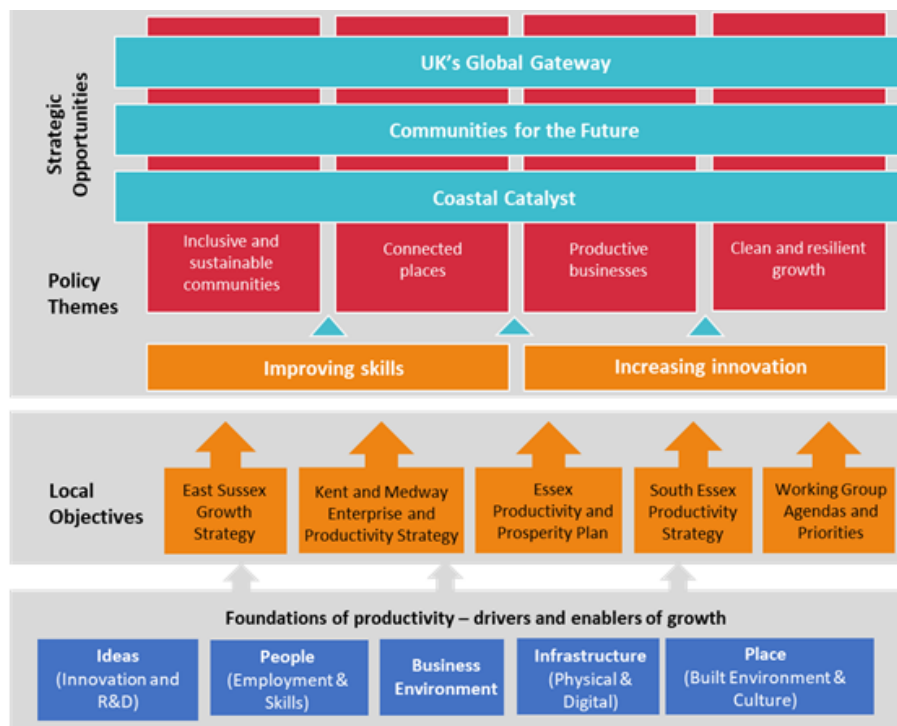 Strategic
Opportunities
UK's Global Gateway
Communities for the Future
Coastal Catalyst
Policy
Themes
Inclusive and
sustainable
communities
Connected
places
Productive
businesses
Clean and resilient
growth
Improving skills
Increasing innovation
Local
Objectives
East Sussex
Growth
Strategy
Kent and Medway
Enterprise and
Productivity Strategy
Essex
Productivity and
Prosperity Plan
South Essex
Productivity
Strategy
Working Group
Agendas and
Priorities
Foundations of productivity – drivers and enablers of growth
Ideas
(Innovation and
R&D)
People
(Employment &
Skills)
Business
Environment
Infrastructure
(Physical &
Digital)
Place
(Built Environment &
Culture)